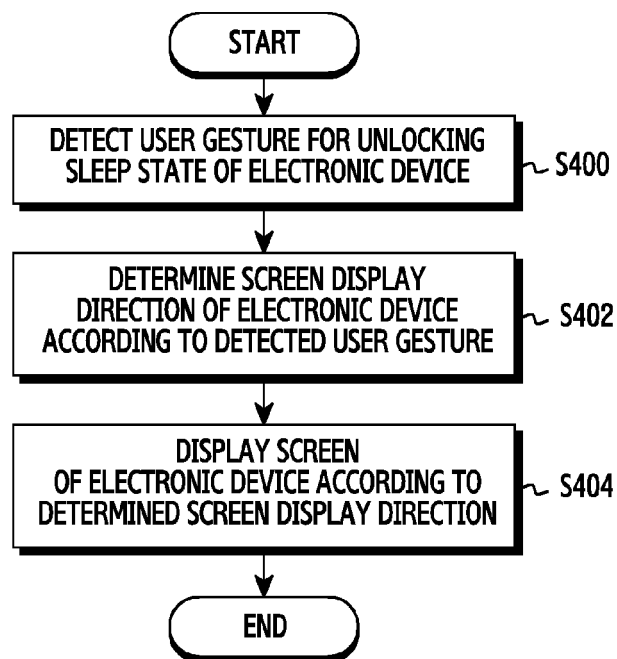 START
DETECT USER GESTURE FOR UNLOCKING
SLEEP STATE OF ELECTRONIC DEVICE
S400
DETERMINE SCREEN DISPLAY
DIRECTION OF ELECTRONIC DEVICE
ACCORDING TO DETECTED USER GESTURE
S402
DISPLAY SCREEN
OF ELECTRONIC DEVICE ACCORDING TO
DETERMINED SCREEN DISPLAY DIRECTION
S404
END